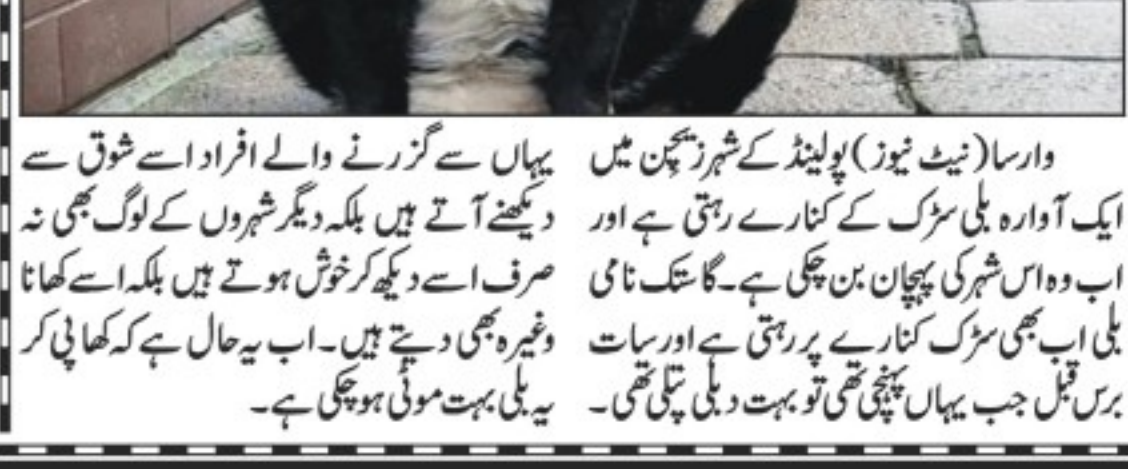 وارسا (نیٹ نیوز) پولینڈ کے شہر زیچن میں
ایک آوارہ بلی سڑک کے کنارے رہتی ہے اور
اب وہ اس شہر کی پہچان بن چکی ہے۔ گاستک نامی
بلی اب بھی سڑک کنارے پر رہتی ہے اور سات
برس قبل جب یہاں پہنچی تھی تو بہت دبلی پتلی تھی۔
یہاں سے گزرنے والے افراد اسے شوق سے
دیکھنے آتے ہیں بلکہ دیگر شہروں کے لوگ بھی نہ
صرف اسے دیکھ کر خوش ہوتے ہیں بلکہ اسے کھانا
وغیرہ بھی دیتے ہیں۔ اب یہ حال ہے کہ کھا پی کر
یہ بلی بہت موٹی ہوچکی ہے۔